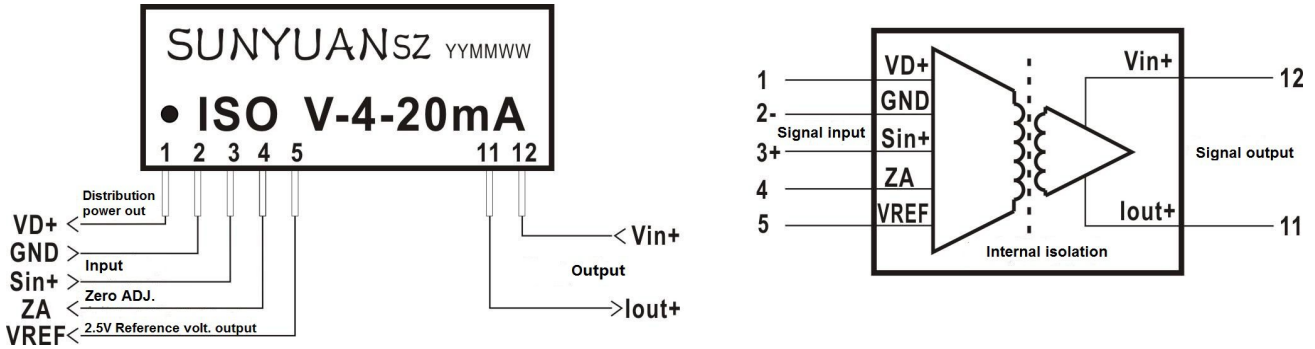 SUNYUANSZ YYMMWW
ISO V-4-20mA
1 2 3 4 5 11 12
Distribution
power out
VD+
GND
Input
Sin+
Zero ADJ.
ZA
2.5V Reference volt. output
VREF
Vin+
Output
Iout+
1
2-
Signal input
3+
4
5
VD+
GND
Sin+
ZA
VREF
Vin+
Iout+
Internal isolation
12
Signal output
11